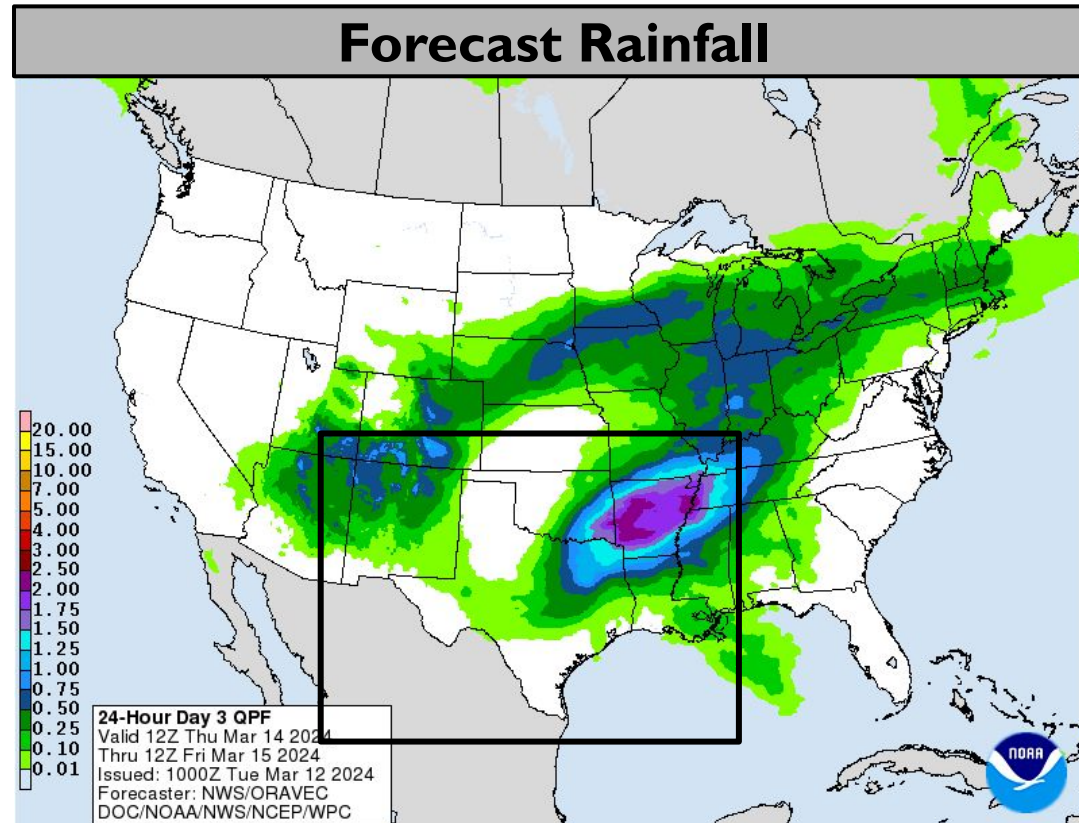 Forecast Rainfall
20.00
15.00
10.00
7.00
5.00
4.00
3.00
2.50
2.00
1.75
1.50
1.25
1.00
0.75
0.50
0.25
0.10
0.01
24-Hour Day 3 QPF
Valid 12Z Thu Mar 14 2024
Thru 12Z Fri Mar 15 2024
Issued: 1000Z Tue Mar 12 2024
Forecaster: NWS/ORAVEC
DOC/NOAA/NWS/NCEP/WPC
NOAA